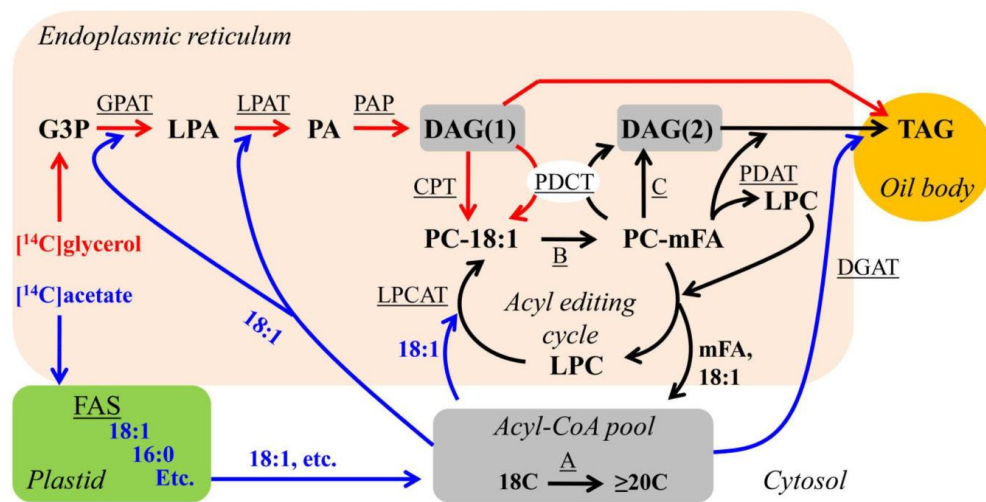 Endoplasmic reticulum
GPAT
LPAT
PAP
G3P
LPA
PA
DAG(1)
DAG(2)
TAG
CPT
PDCT
C
PDAT
LPC
Oil body
[¹⁴C]glycerol
PC-18:1
B
PC-mFA
[¹⁴C]acetate
LPCAT
Acyl editing
cycle
DGAT
18:1
18:1
LPC
mFA,
18:1
FAS
18:1
16:0
Etc.
Plastid
18:1, etc.
Acyl-CoA pool
A
18C
≥20C
Cytosol